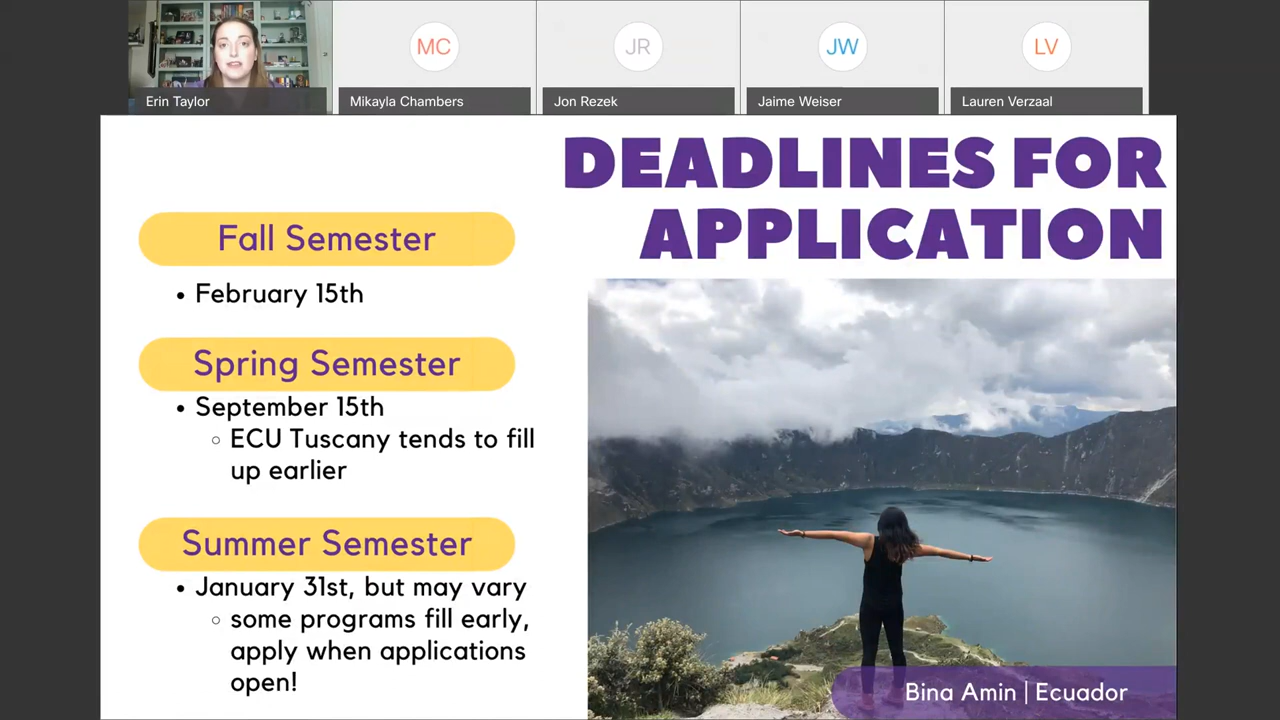 MC
JR
JW
LV
Erin Taylor
Mikayla Chambers
Jon Rezek
Jaime Weiser
Lauren Verzaal
DEADLINES FOR
APPLICATION
Fall Semester
• February 15th
Spring Semester
• September 15th
○ ECU Tuscany tends to fill
up earlier
Summer Semester
• January 31st, but may vary
○ some programs fill early,
apply when applications
open!
Bina Amin | Ecuador